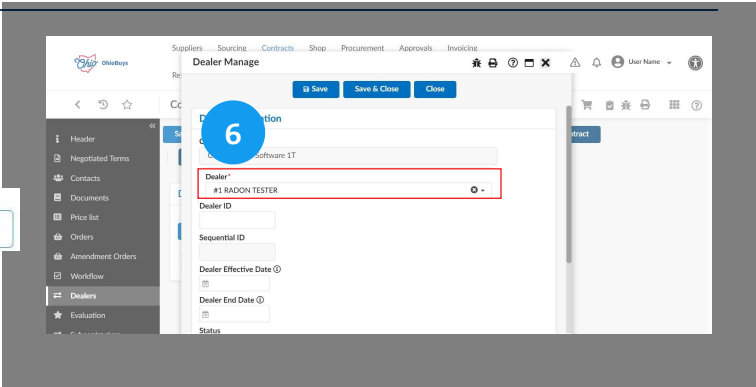 Suppliers Sourcing Contracts Shop Procurement Approvals Invoicing
Ohio OhioBuys
Dealer Manage
User Name
Re
Save Save & Close Close
Co
6
Header
Negotiated Terms
Contacts
Documents
Price list
Orders
Amendment Orders
Workflow
Dealers
Evaluation
Software 1T
Dealer*
#1 RADON TESTER
Dealer ID
Sequential ID
Dealer Effective Date
Dealer End Date
Status